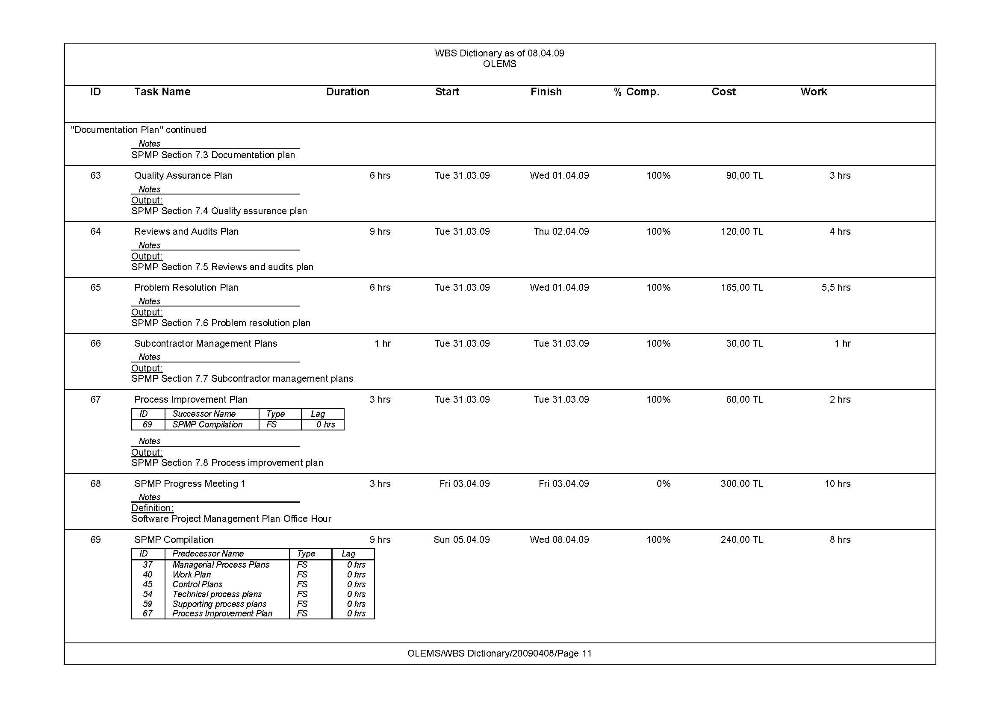 WBS Dictionary as of 08.04.09
OLEMS
ID Task Name Duration Start Finish % Comp. Cost Work
"Documentation Plan" continued
Notes
SPMP Section 7.3 Documentation plan
63 Quality Assurance Plan 6 hrs Tue 31.03.09 Wed 01.04.09 100% 90,00 TL 3 hrs
Notes
Output:
SPMP Section 7.4 Quality assurance plan
64 Reviews and Audits Plan 9 hrs Tue 31.03.09 Thu 02.04.09 100% 120,00 TL 4 hrs
Notes
Output:
SPMP Section 7.5 Reviews and audits plan
65 Problem Resolution Plan 6 hrs Tue 31.03.09 Wed 01.04.09 100% 165,00 TL 5,5 hrs
Notes
Output:
SPMP Section 7.6 Problem resolution plan
66 Subcontractor Management Plans 1 hr Tue 31.03.09 Tue 31.03.09 100% 30,00 TL 1 hr
Notes
Output:
SPMP Section 7.7 Subcontractor management plans
67 Process Improvement Plan 3 hrs Tue 31.03.09 Tue 31.03.09 100% 60,00 TL 2 hrs
ID Successor Name Type Lag
69 SPMP Compilation FS 0 hrs
Notes
Output:
SPMP Section 7.8 Process improvement plan
68 SPMP Progress Meeting 1 3 hrs Fri 03.04.09 Fri 03.04.09 0% 300,00 TL 10 hrs
Notes
Definition:
Software Project Management Plan Office Hour
69 SPMP Compilation 9 hrs Sun 05.04.09 Wed 08.04.09 100% 240,00 TL 8 hrs
ID Predecessor Name Type Lag
37 Managerial Process Plans FS 0 hrs
40 Work Plan FS 0 hrs
45 Control Plans FS 0 hrs
54 Technical process plans FS 0 hrs
59 Supporting process plans FS 0 hrs
67 Process Improvement Plan FS 0 hrs
OLEMS/WBS Dictionary/20090408/Page 11